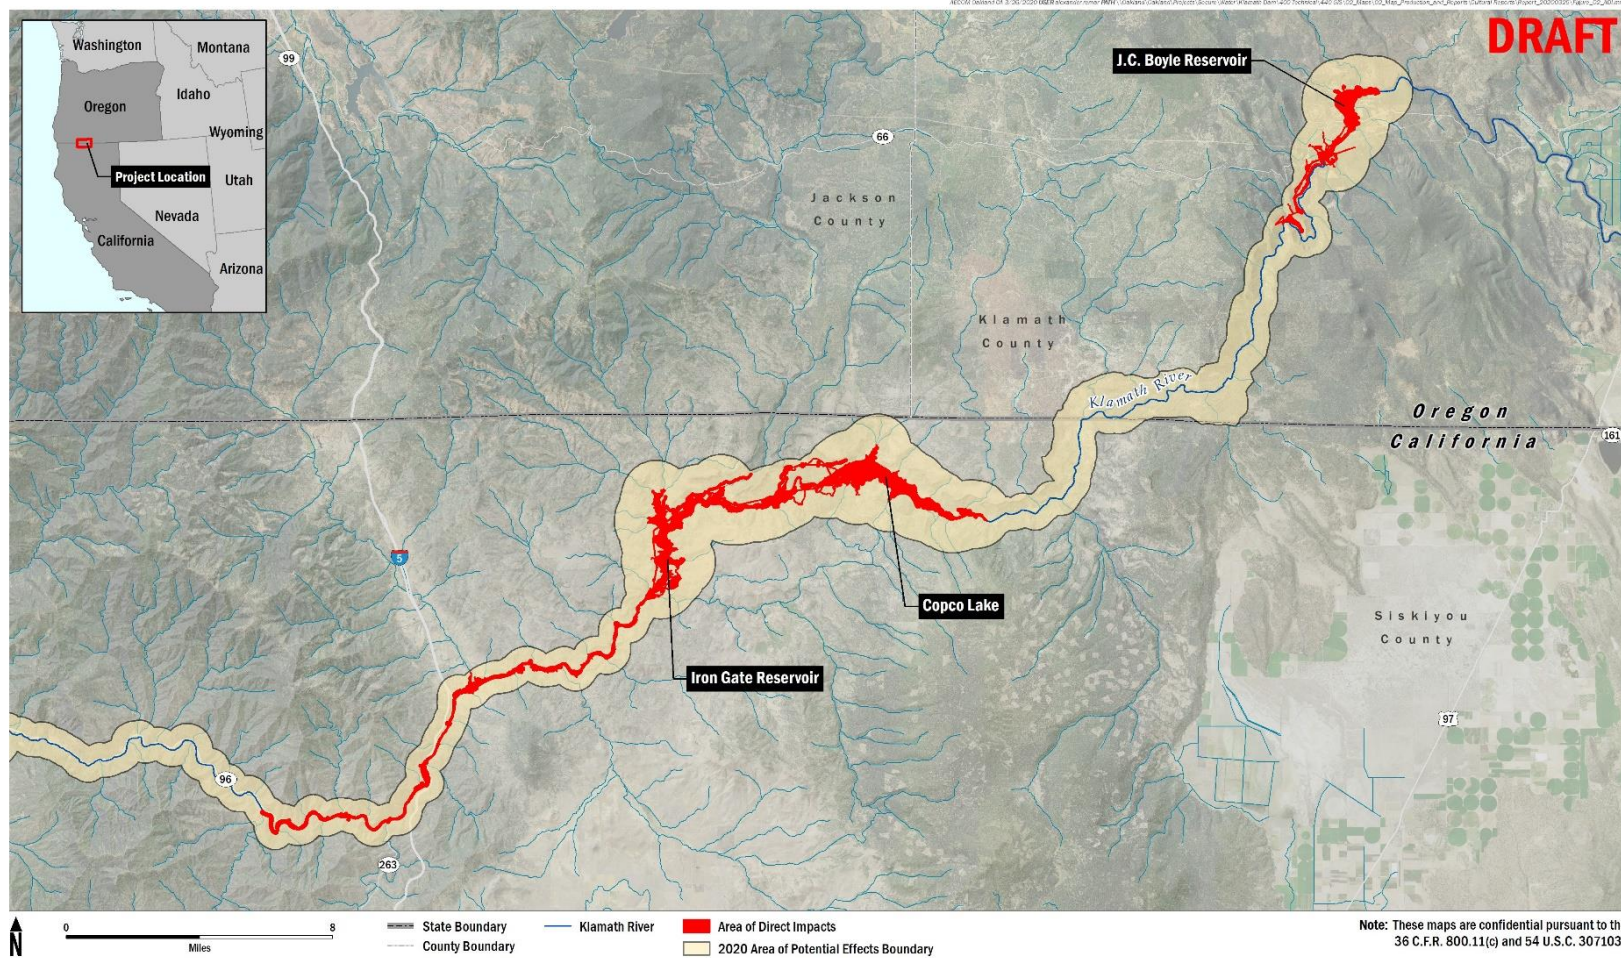 DRAFT
Washington
Montana
Oregon
Idaho
Wyoming
Project Location
Utah
Nevada
California
Arizona
99
66
J.C. Boyle Reservoir
Jackson
County
Klamath
County
Klamath River
Oregon
California
161
5
Copco Lake
Siskiyou
County
Iron Gate Reservoir
97
96
263
N
0 8
Miles
State Boundary
County Boundary
Klamath River
Area of Direct Impacts
2020 Area of Potential Effects Boundary
Note: These maps are confidential pursuant to th
36 C.F.R. 800.11(c) and 54 U.S.C. 307103